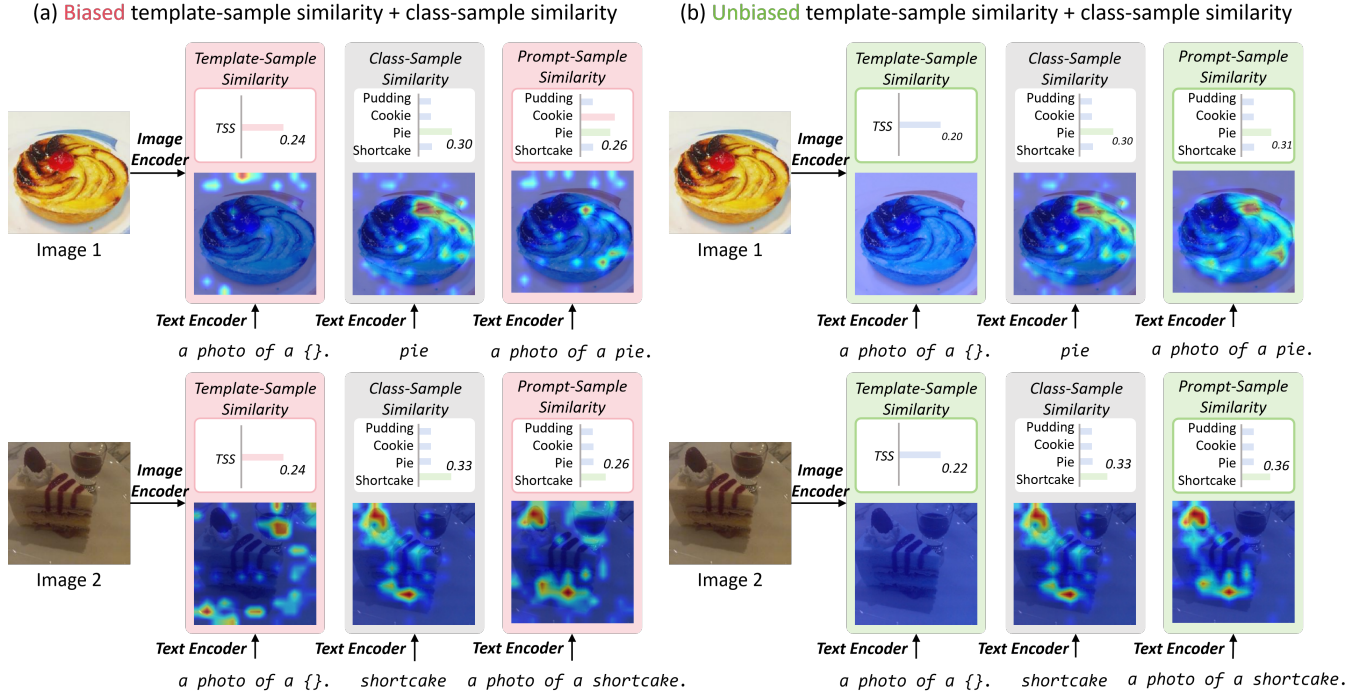 (a) Biased template-sample similarity + class-sample similarity
Template-Sample Similarity
TSS
0.24
Class-Sample Similarity
Pudding
Cookie
Pie
0.30
Shortcake
Prompt-Sample Similarity
Pudding
Cookie
Pie
0.26
Shortcake
Image Encoder
Image 1
Text Encoder
Text Encoder
Text Encoder
a photo of a {}.
pie
a photo of a pie.
Template-Sample Similarity
TSS
0.24
Class-Sample Similarity
Pudding
Cookie
Pie
0.33
Shortcake
Prompt-Sample Similarity
Pudding
Cookie
Pie
0.26
Shortcake
Image Encoder
Image 2
Text Encoder
Text Encoder
Text Encoder
a photo of a {}.
shortcake
a photo of a shortcake.
(b) Unbiased template-sample similarity + class-sample similarity
Template-Sample Similarity
TSS
0.20
Class-Sample Similarity
Pudding
Cookie
Pie
0.30
Shortcake
Prompt-Sample Similarity
Pudding
Cookie
Pie
0.31
Shortcake
Image Encoder
Image 1
Text Encoder
Text Encoder
Text Encoder
a photo of a {}.
pie
a photo of a pie.
Template-Sample Similarity
TSS
0.22
Class-Sample Similarity
Pudding
Cookie
Pie
0.33
Shortcake
Prompt-Sample Similarity
Pudding
Cookie
Pie
0.36
Shortcake
Image Encoder
Image 2
Text Encoder
Text Encoder
Text Encoder
a photo of a {}.
shortcake
a photo of a shortcake.